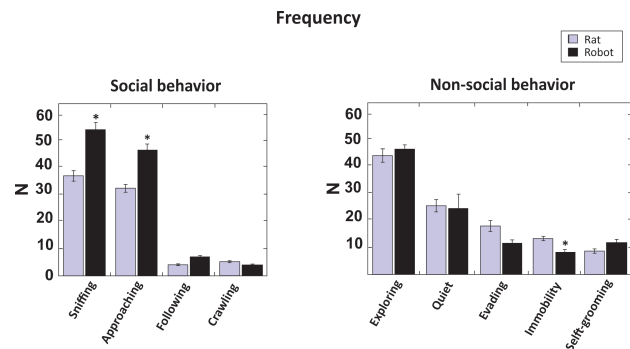 Frequency
Rat
Robot
Social behavior
Non-social behavior
60
50
40
30
20
10
0
N
*
*
Sniffing
Approaching
Following
Crawling
60
50
40
30
20
10
N
*
Exploring
Quiet
Evading
Immobility
Selft-grooming